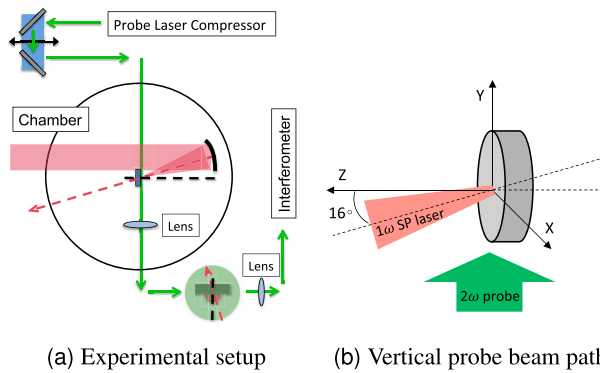 Probe Laser Compressor
Chamber
Lens
Interferometer
Lens
(a) Experimental setup
Y
Z
16°
1ω SP laser
X
2ω probe
(b) Vertical probe beam path